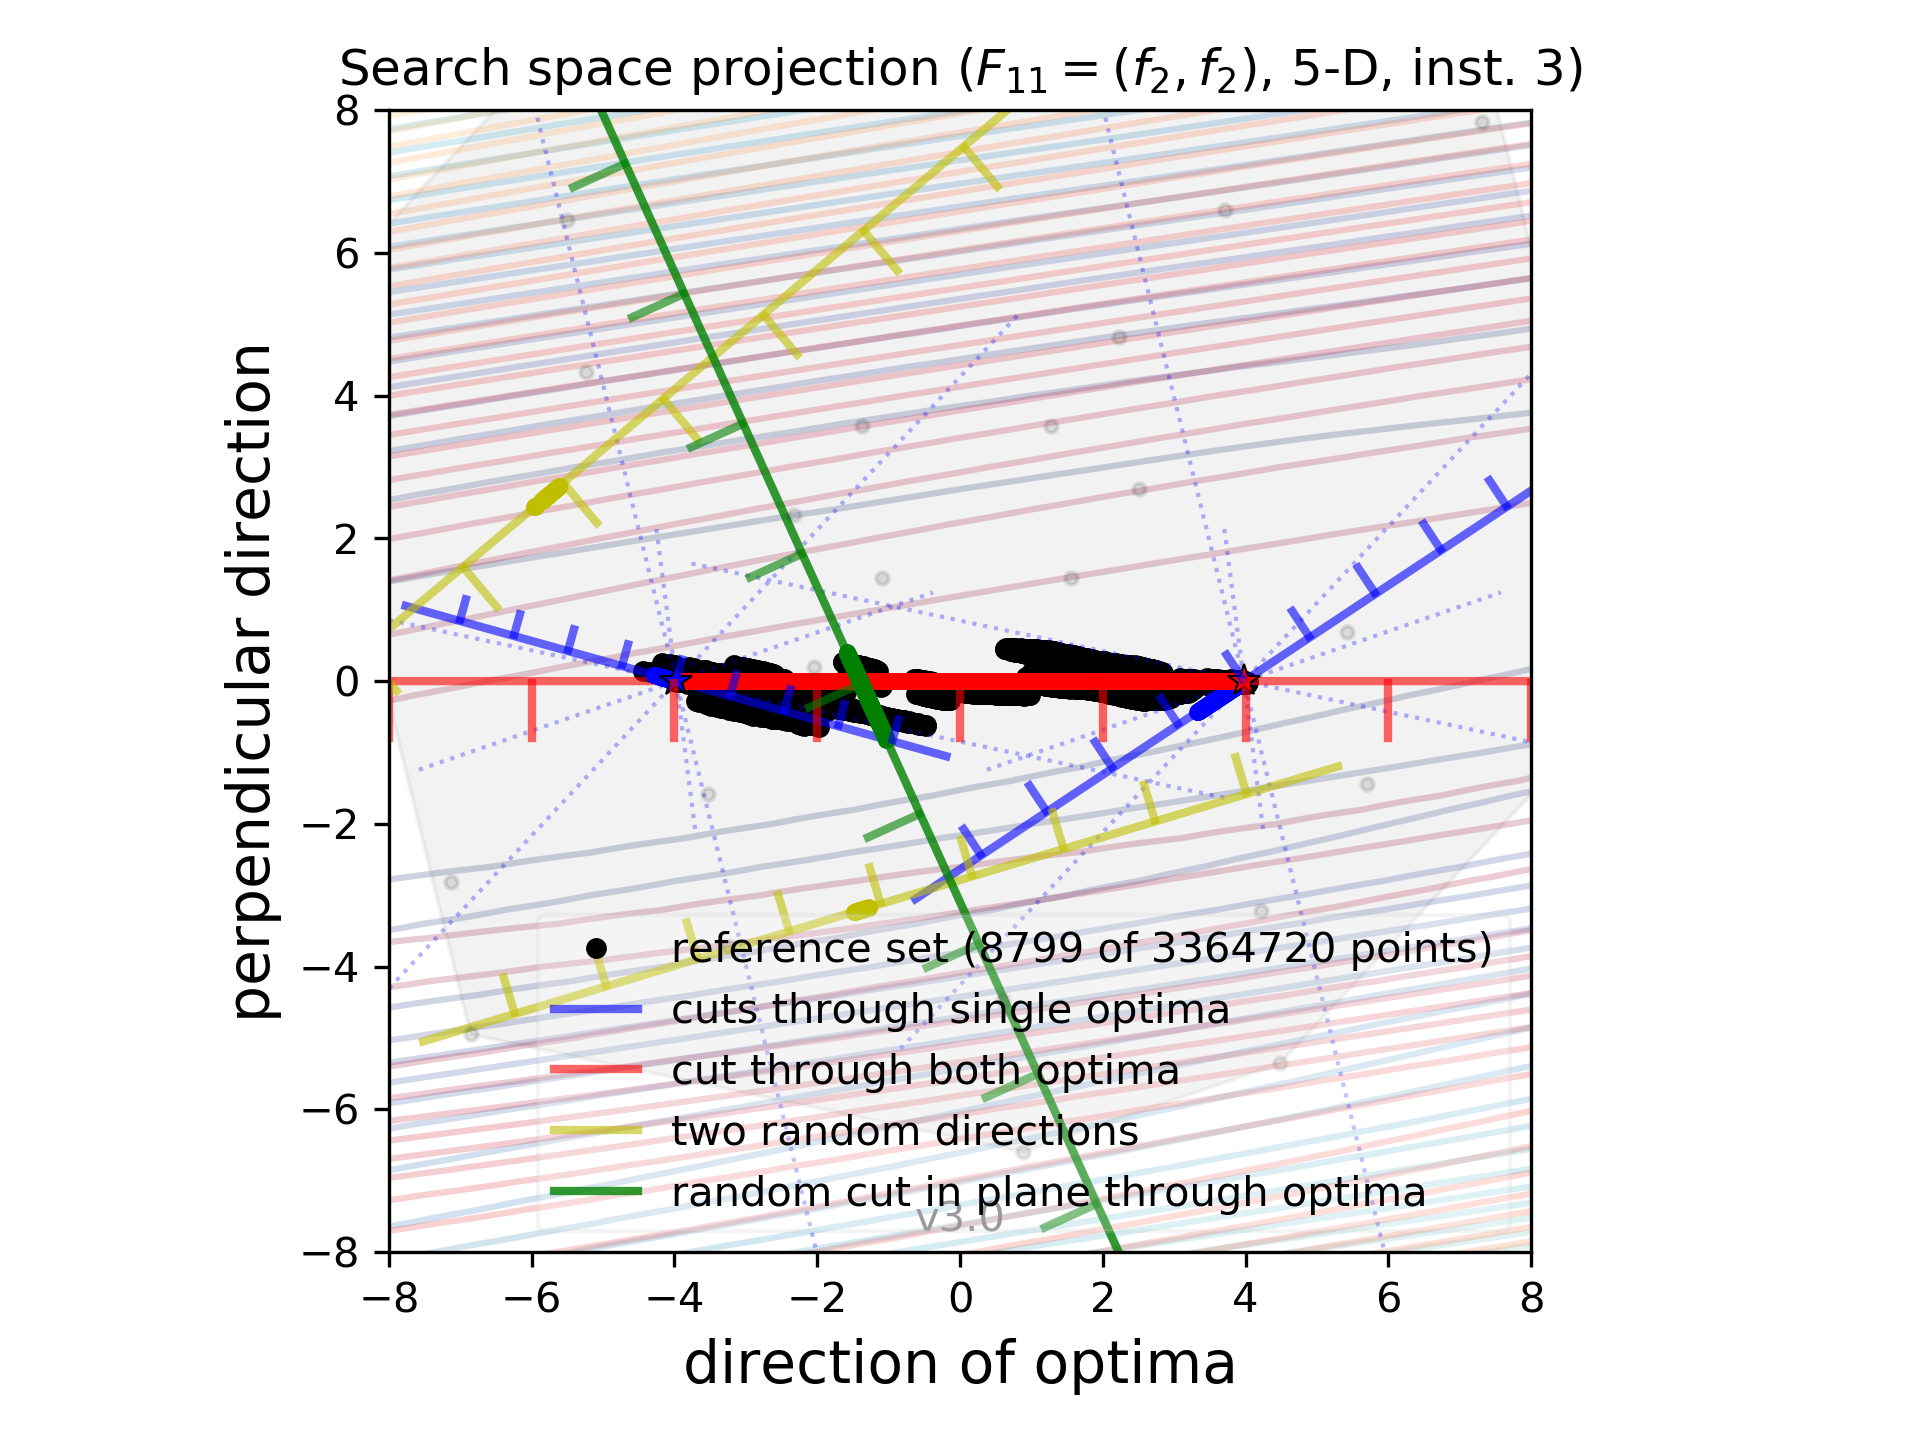 Search space projection (F₁₁ = (f₂, f₂), 5-D, inst. 3)
8
6
4
2
0
−2
−4
−6
−8
perpendicular direction
reference set (8799 of 3364720 points)
cuts through single optima
cut through both optima
two random directions
random cut in plane through optima
v3.0
−8 −6 −4 −2 0 2 4 6 8
direction of optima